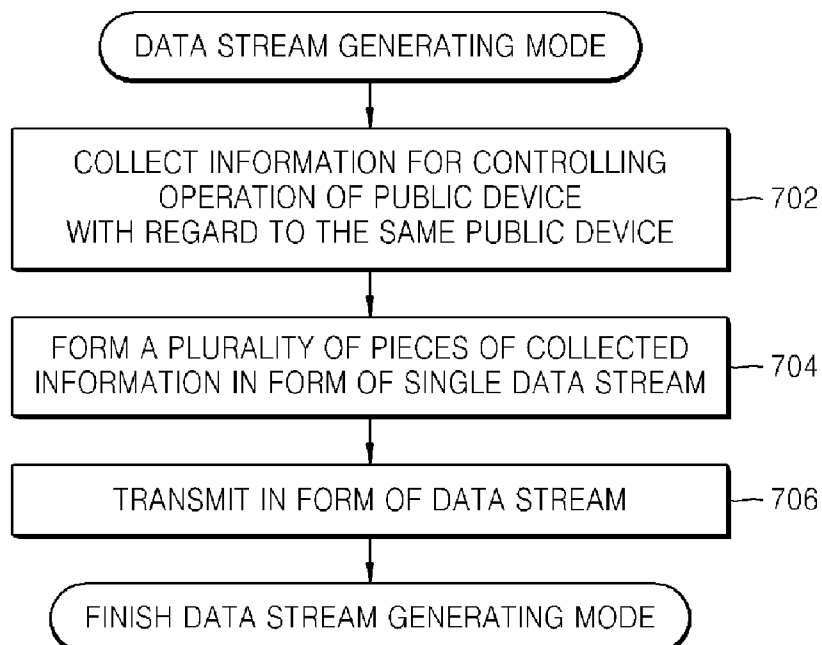 DATA STREAM GENERATING MODE
COLLECT INFORMATION FOR CONTROLLING
OPERATION OF PUBLIC DEVICE
WITH REGARD TO THE SAME PUBLIC DEVICE
702
FORM A PLURALITY OF PIECES OF COLLECTED
INFORMATION IN FORM OF SINGLE DATA STREAM
704
TRANSMIT IN FORM OF DATA STREAM
706
FINISH DATA STREAM GENERATING MODE